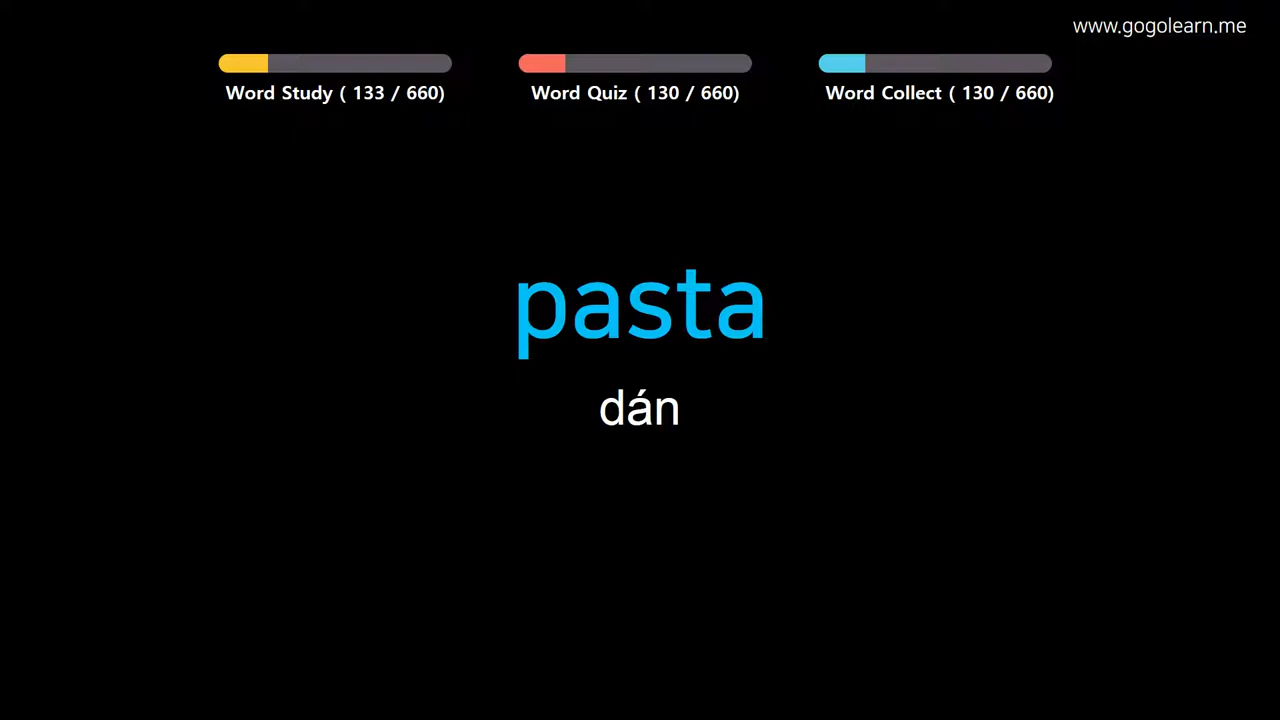 www.gogolearn.me
Word Study ( 133 / 660)
Word Quiz ( 130 / 660)
Word Collect ( 130 / 660)
pasta
dán